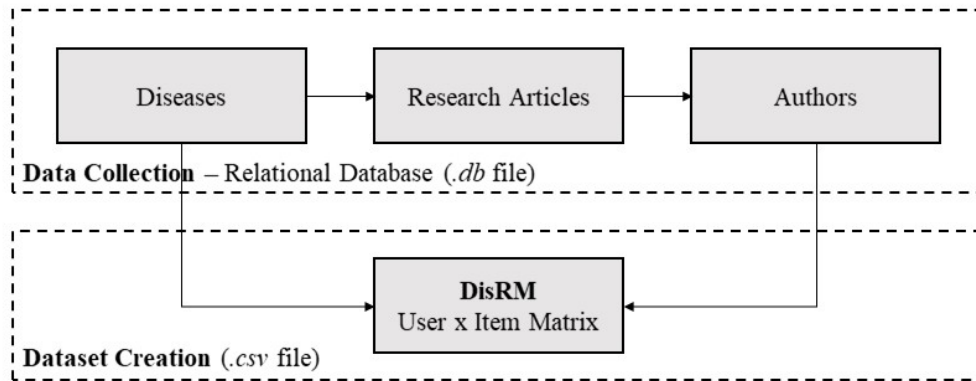 Diseases
Research Articles
Authors
Data Collection – Relational Database (.db file)
DisRM
User x Item Matrix
Dataset Creation (.csv file)